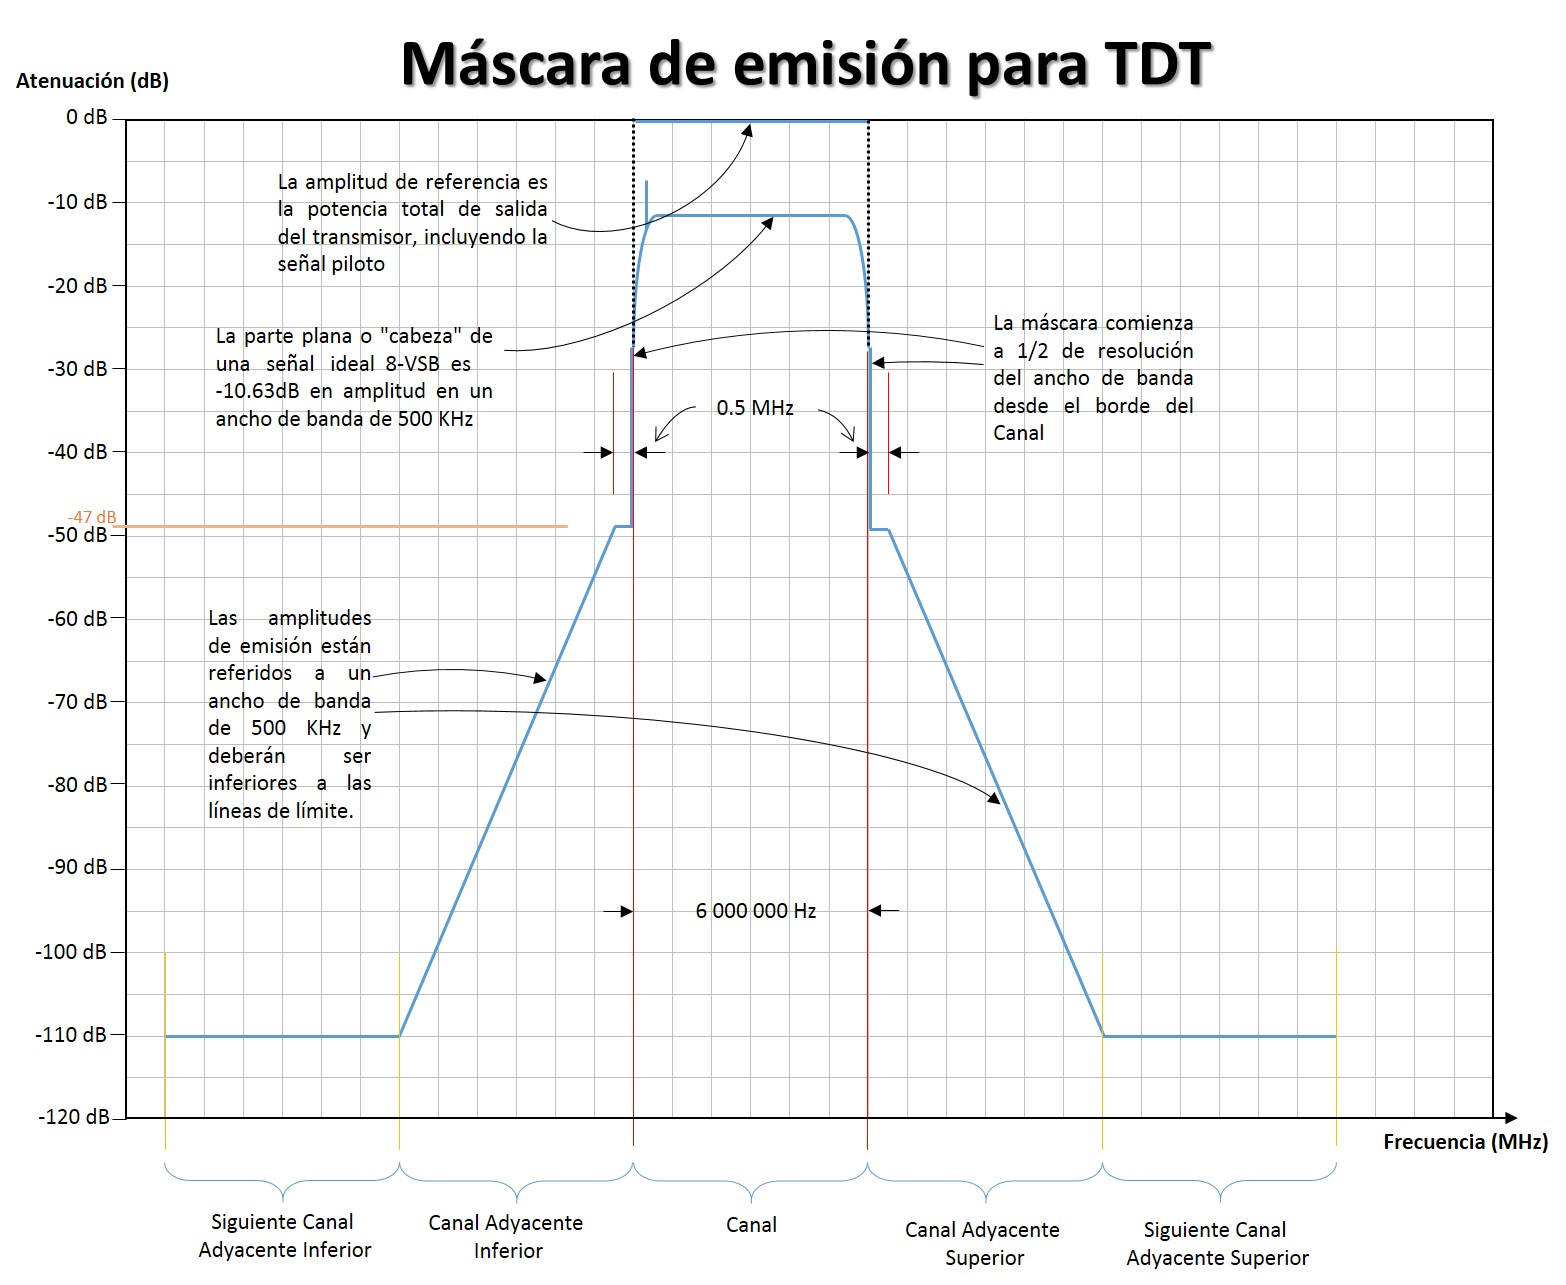 Máscara de emisión para TDT
Atenuación (dB)
0 dB
-10 dB
-20 dB
-30 dB
-40 dB
-47 dB
-50 dB
-60 dB
-70 dB
-80 dB
-90 dB
-100 dB
-110 dB
-120 dB
La amplitud de referencia es
la potencia total de salida
del transmisor, incluyendo la
señal piloto
La parte plana o "cabeza" de
una señal ideal 8-VSB es
-10.63dB en amplitud en un
ancho de banda de 500 KHz
La máscara comienza
a 1/2 de resolución
del ancho de banda
desde el borde del
Canal
0.5 MHz
Las amplitudes
de emisión están
referidos a un
ancho de banda
de 500 KHz y
deberán ser
inferiores a las
líneas de límite.
6 000 000 Hz
Frecuencia (MHz)
Siguiente Canal
Adyacente Inferior
Canal Adyacente
Inferior
Canal
Canal Adyacente
Superior
Siguiente Canal
Adyacente Superior